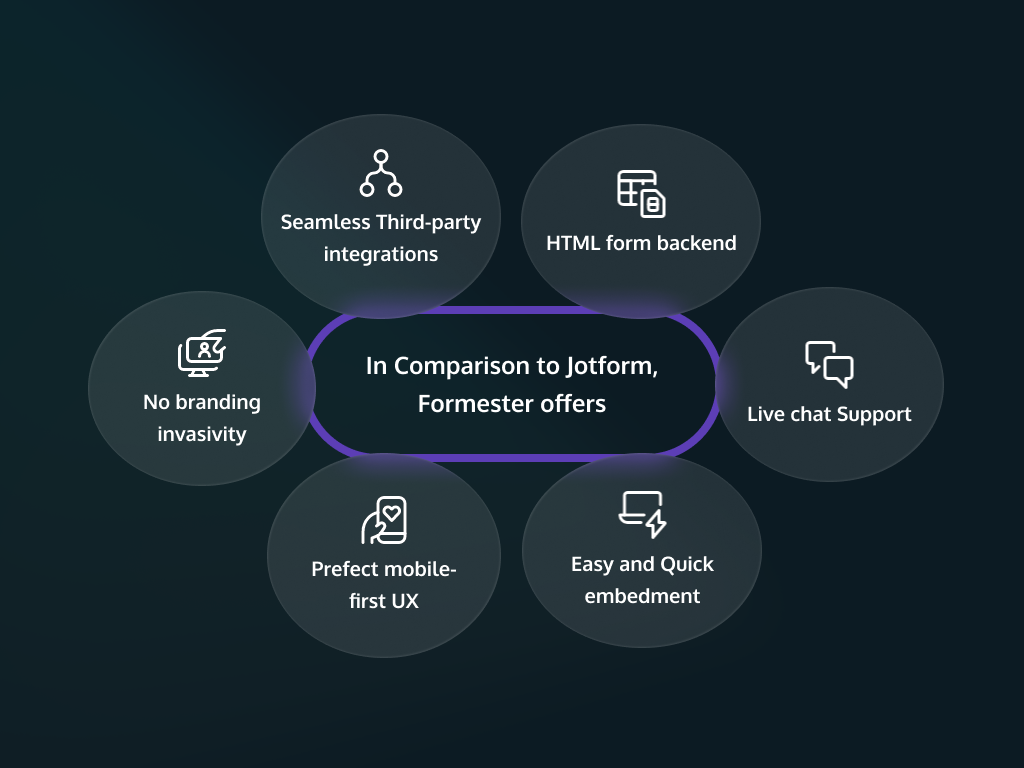 Seamless Third-party
integrations
HTML form backend
No branding
invasivity
In Comparison to Jotform,
Formester offers
Live chat Support
Prefect mobile-
first UX
Easy and Quick
embedment